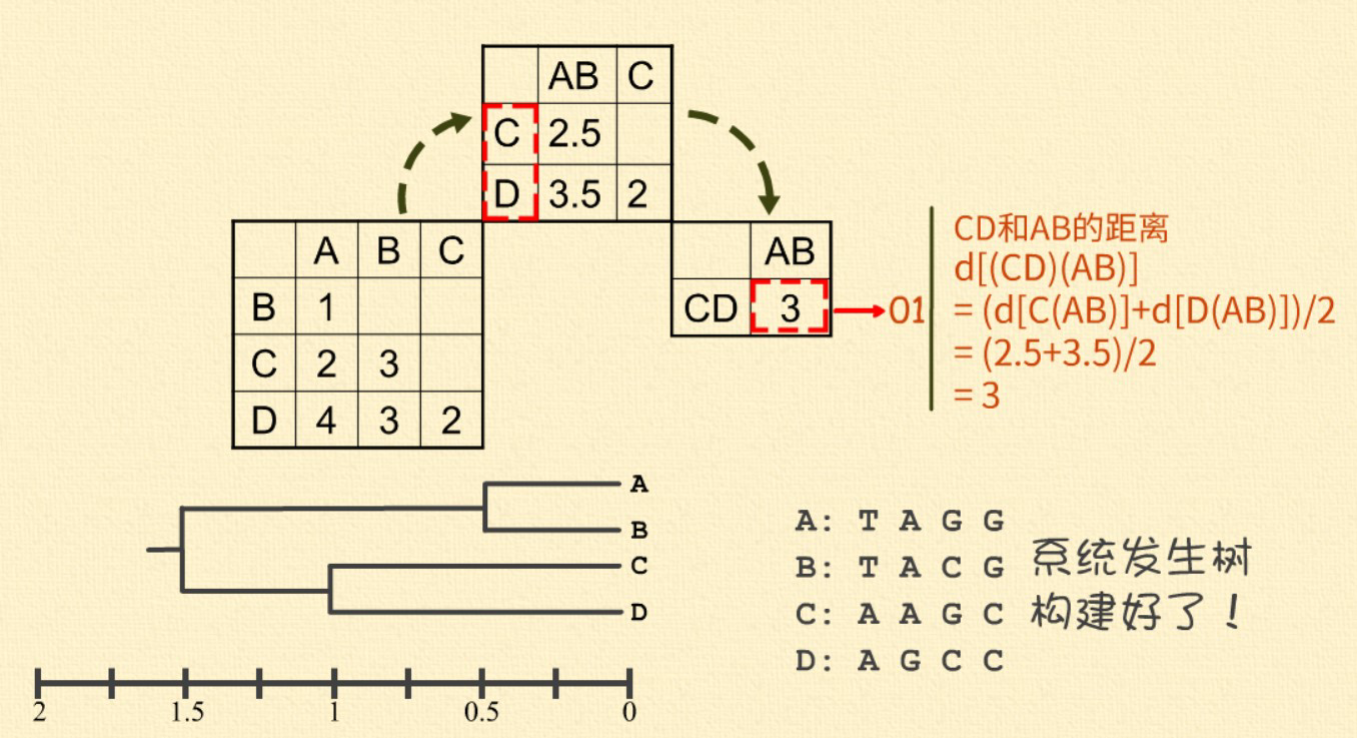 AB C
C 2.5
D 3.5 2
A B C
B 1
C 2 3
D 4 3 2
AB
CD 3
01
CD和AB的距离
d[(CD)(AB)]
= (d[C(AB)]+d[D(AB)])/2
= (2.5+3.5)/2
= 3
A
B
C
D
2 1.5 1 0.5 0
A: T A G G
B: T A C G
C: A A G C
D: A G C C
系统发生树
构建好了！